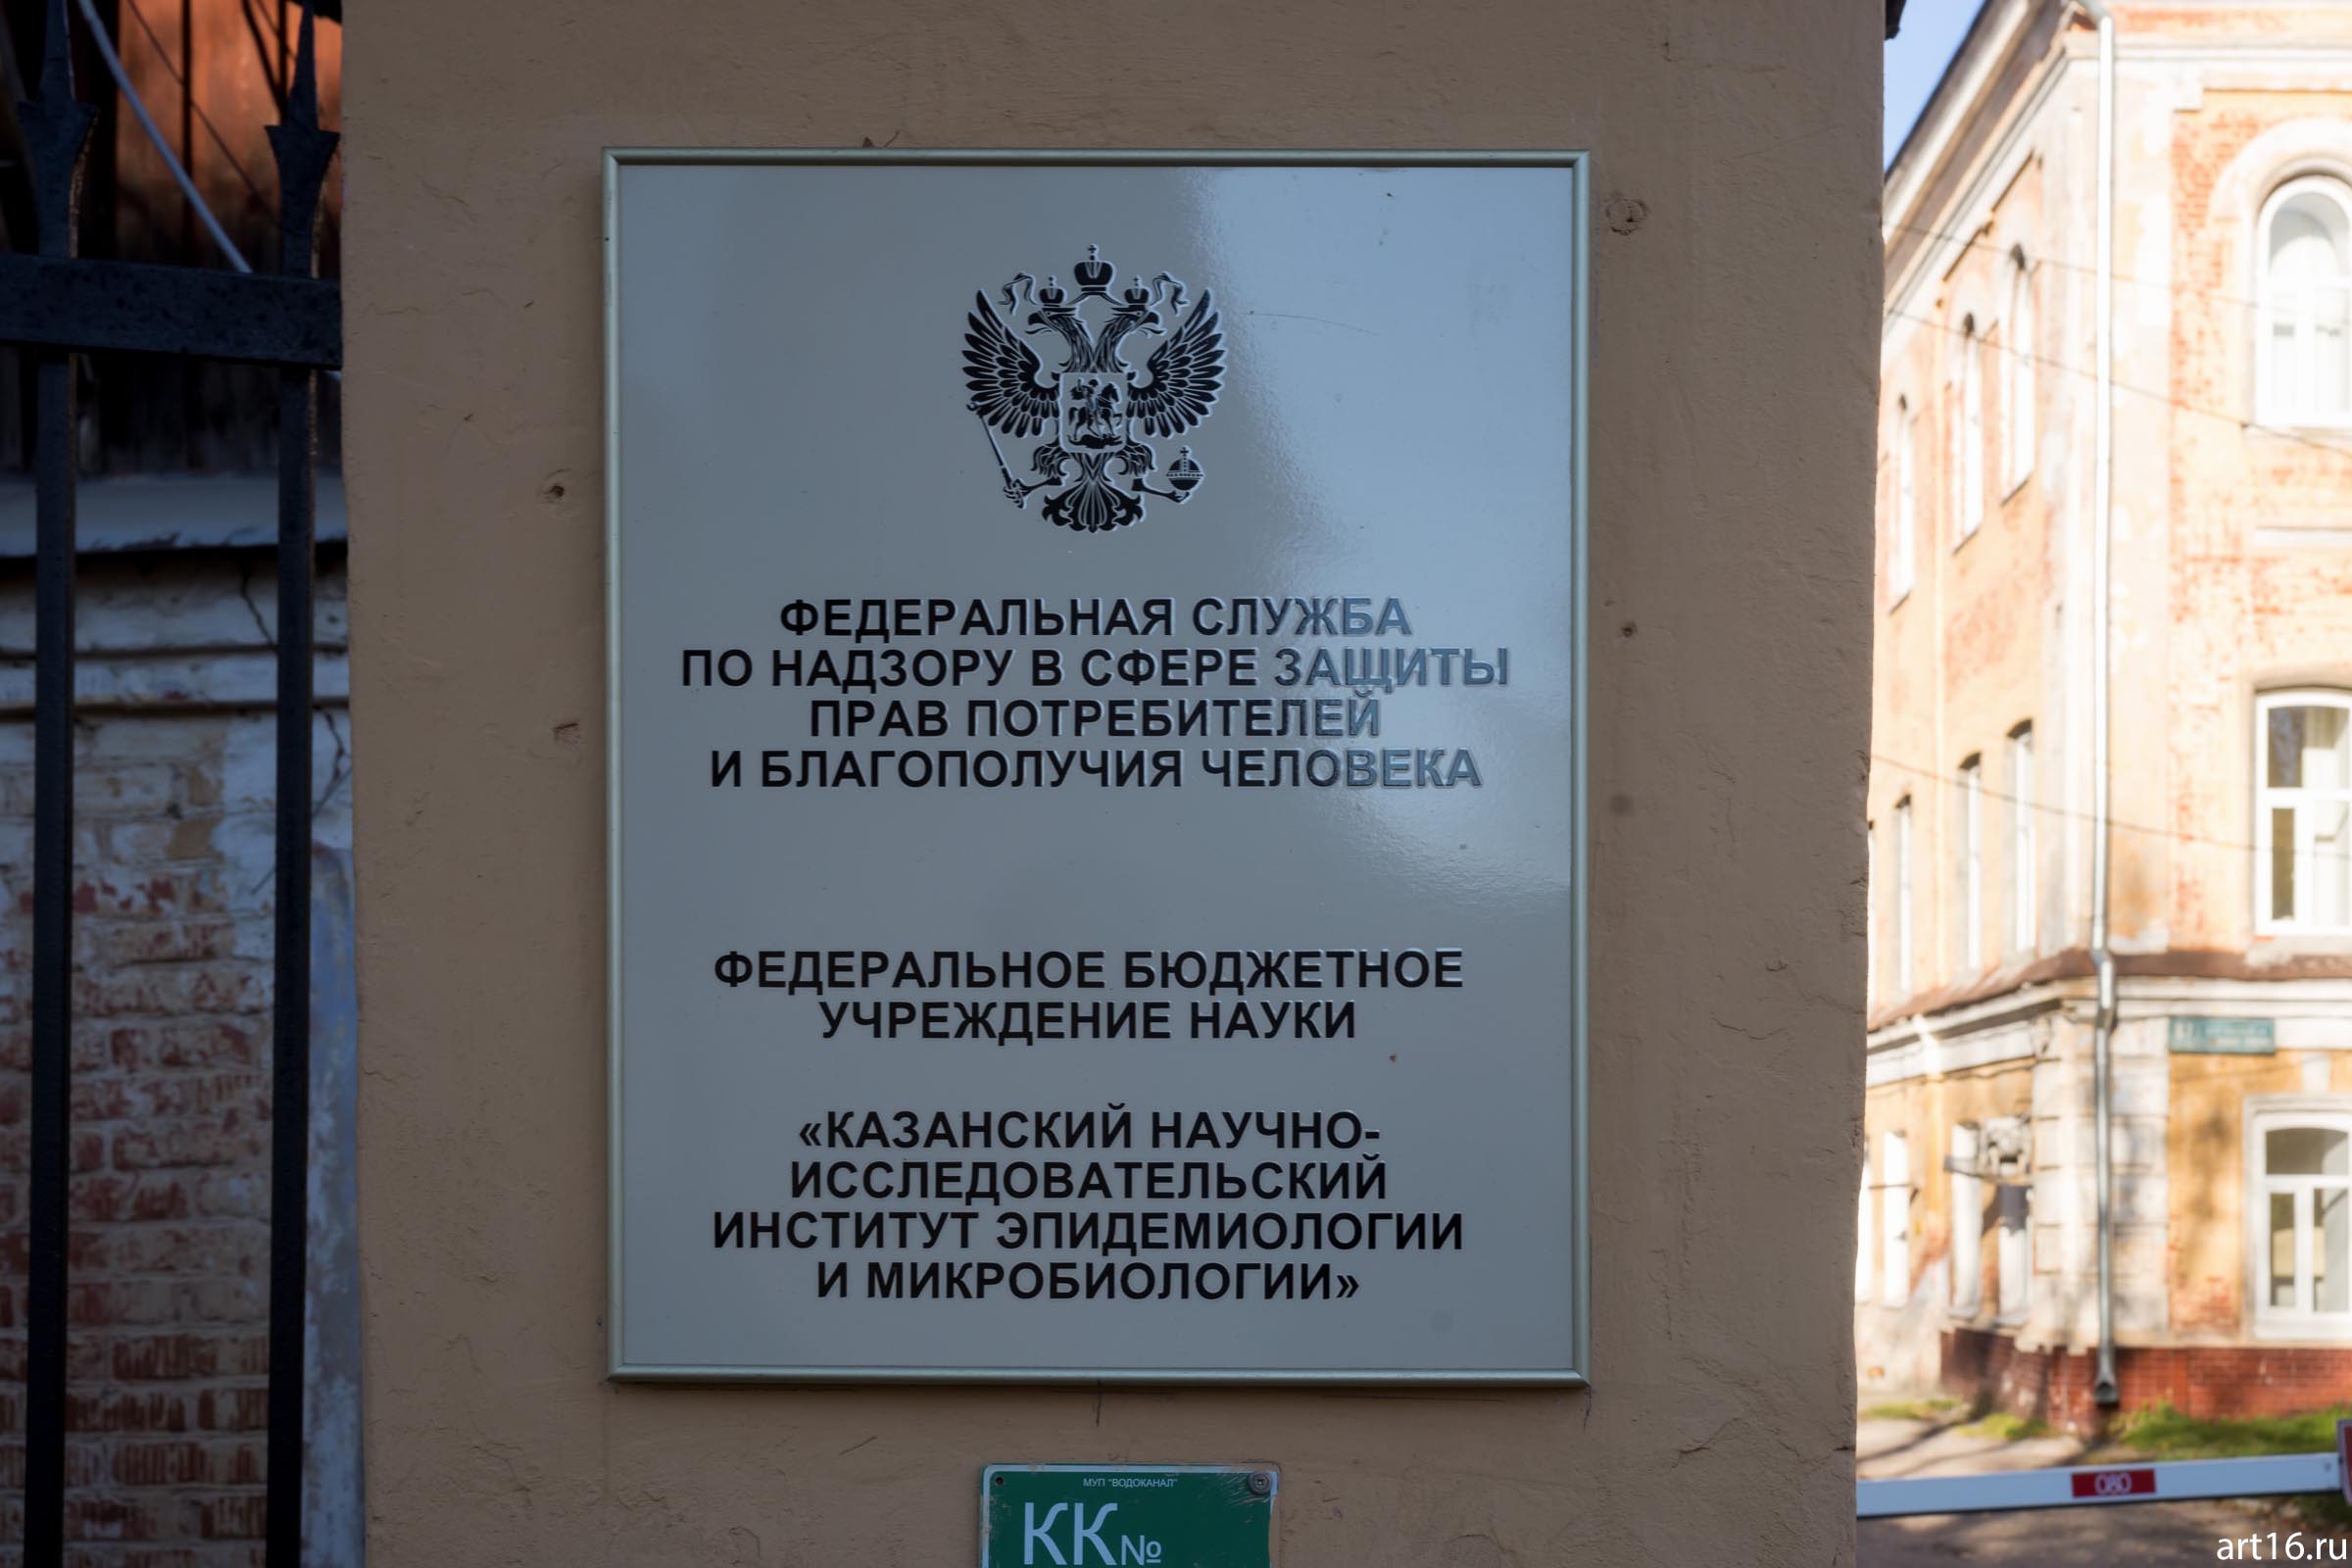 ФЕДЕРАЛЬНАЯ СЛУЖБА
ПО НАДЗОРУ В СФЕРЕ ЗАЩИТЫ
ПРАВ ПОТРЕБИТЕЛЕЙ
И БЛАГОПОЛУЧИЯ ЧЕЛОВЕКА
ФЕДЕРАЛЬНОЕ БЮДЖЕТНОЕ
УЧРЕЖДЕНИЕ НАУКИ
«КАЗАНСКИЙ НАУЧНО-
ИССЛЕДОВАТЕЛЬСКИЙ
ИНСТИТУТ ЭПИДЕМИОЛОГИИ
И МИКРОБИОЛОГИИ»
МУП "ВОДОКАНАЛ"
КК№
080
art16.ru